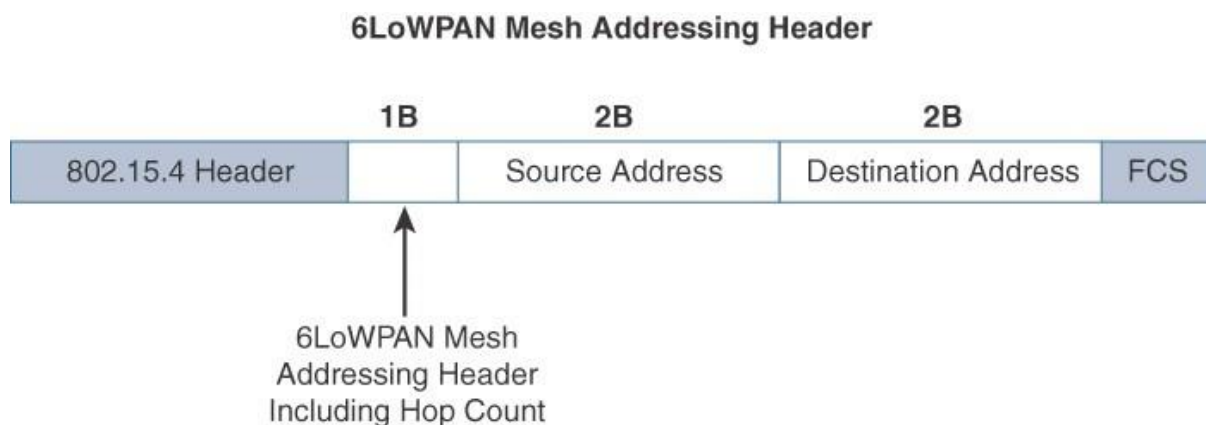 6LoWPAN Mesh Addressing Header
1B 2B 2B
802.15.4 Header Source Address Destination Address FCS
6LoWPAN Mesh
Addressing Header
Including Hop Count